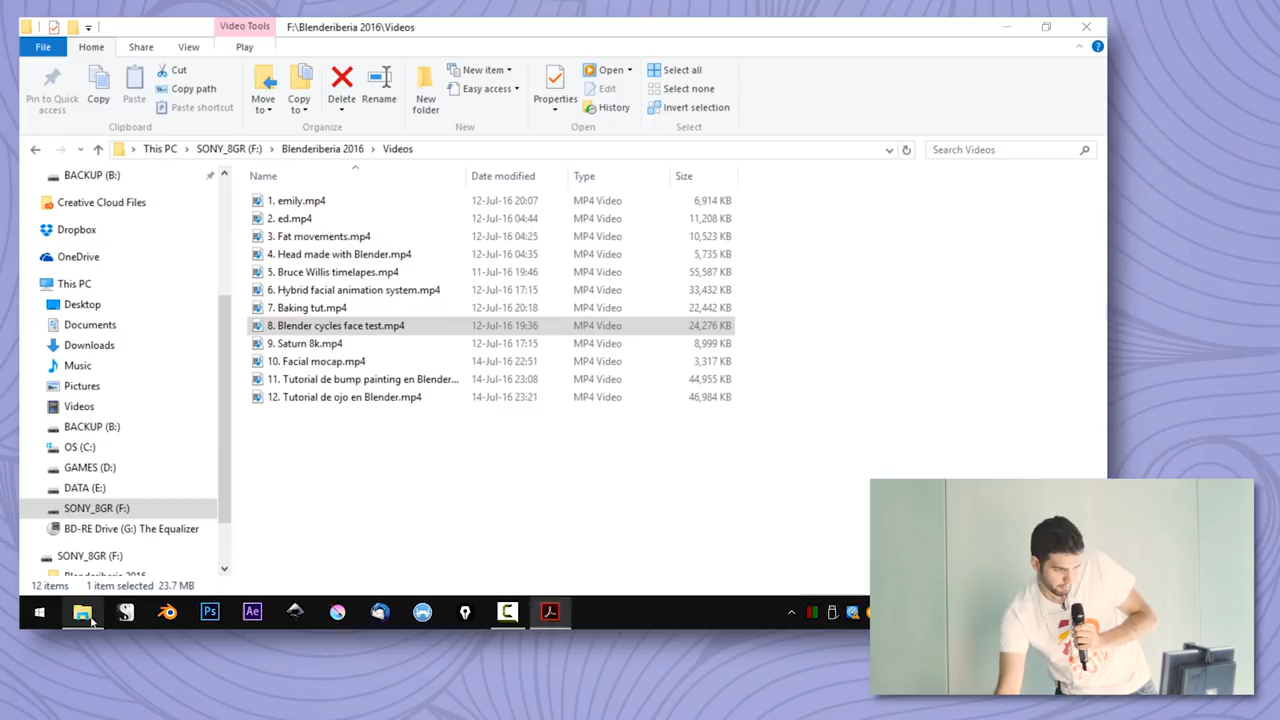 Video Tools
F:\Blenderiberia 2016\Videos
File Home Share View Play
Pin to Quick access
Copy
Paste
Cut
Copy path
Paste shortcut
Clipboard
Move to
Copy to
Delete
Rename
Organize
New folder
New item
Easy access
New
Properties
Open
Edit
History
Open
Select all
Select none
Invert selection
Select
This PC > SONY_8GR (F:) > Blenderiberia 2016 > Videos
Search Videos
BACKUP (B:)
Creative Cloud Files
Dropbox
OneDrive
This PC
Desktop
Documents
Downloads
Music
Pictures
Videos
BACKUP (B:)
OS (C:)
GAMES (D:)
DATA (E:)
SONY_8GR (F:)
BD-RE Drive (G:) The Equalizer
SONY_8GR (F:)
Blenderiberia 2016
Name Date modified Type Size
1. emily.mp4 12-Jul-16 20:07 MP4 Video 6,914 KB
2. ed.mp4 12-Jul-16 04:44 MP4 Video 11,208 KB
3. Fat movements.mp4 12-Jul-16 04:25 MP4 Video 10,523 KB
4. Head made with Blender.mp4 12-Jul-16 04:35 MP4 Video 5,735 KB
5. Bruce Willis timelapes.mp4 11-Jul-16 19:46 MP4 Video 55,587 KB
6. Hybrid facial animation system.mp4 12-Jul-16 17:15 MP4 Video 33,432 KB
7. Baking tut.mp4 12-Jul-16 20:18 MP4 Video 22,442 KB
8. Blender cycles face test.mp4 12-Jul-16 19:36 MP4 Video 24,276 KB
9. Saturn 8k.mp4 12-Jul-16 17:15 MP4 Video 8,999 KB
10. Facial mocap.mp4 14-Jul-16 22:51 MP4 Video 3,317 KB
11. Tutorial de bump painting en Blender... 14-Jul-16 23:08 MP4 Video 44,955 KB
12. Tutorial de ojo en Blender.mp4 14-Jul-16 23:21 MP4 Video 46,984 KB
12 items 1 item selected 23.7 MB
Ps
Ae